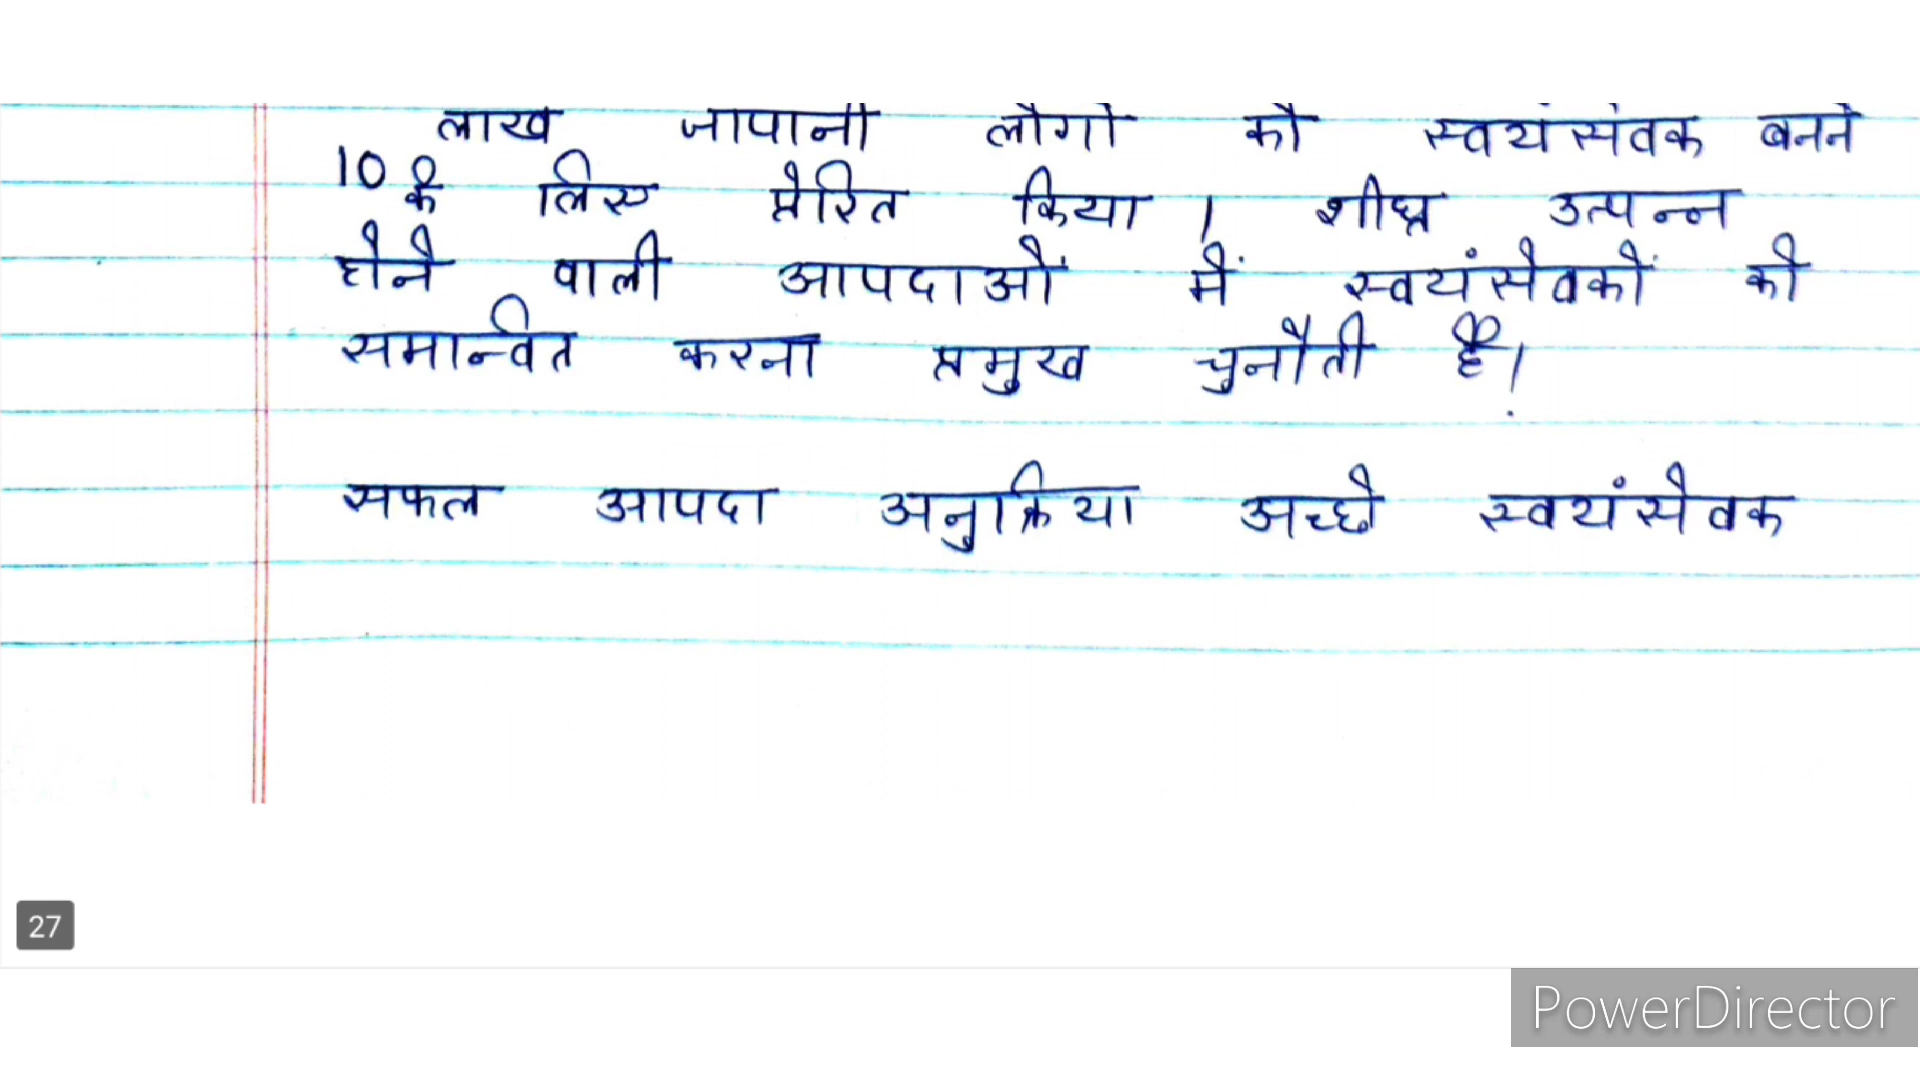 लाख जापानी लोगों को स्वयंसेवक बनने
10 के लिए प्रेरित किया। शीघ्र उत्पन्न
होने वाली आपदाओं में स्वयंसेवकों को
समान्वित करना प्रमुख चुनौती है।
सफल आपदा अनुक्रिया अच्छे स्वयंसेवक
27
PowerDirector